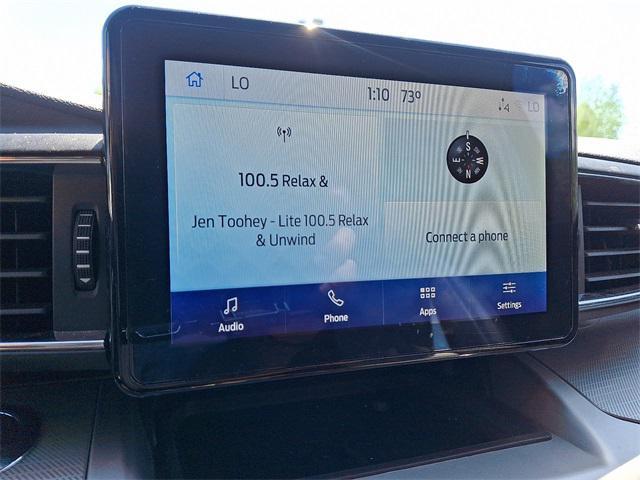 LO 1:10 73° LO
100.5 Relax &
Jen Toohey - Lite 100.5 Relax
& Unwind
S
E W
N
Connect a phone
Audio Phone Apps Settings